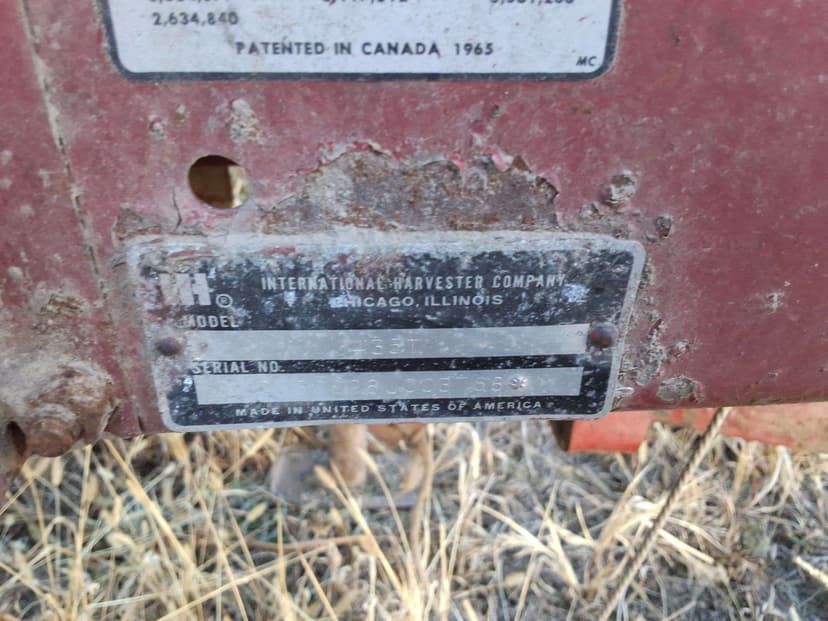 2,634,840
PATENTED IN CANADA 1965
MC
IH ®
INTERNATIONAL HARVESTER COMPANY
CHICAGO, ILLINOIS
MODEL
SERIAL NO.
MADE IN UNITED STATES OF AMERICA